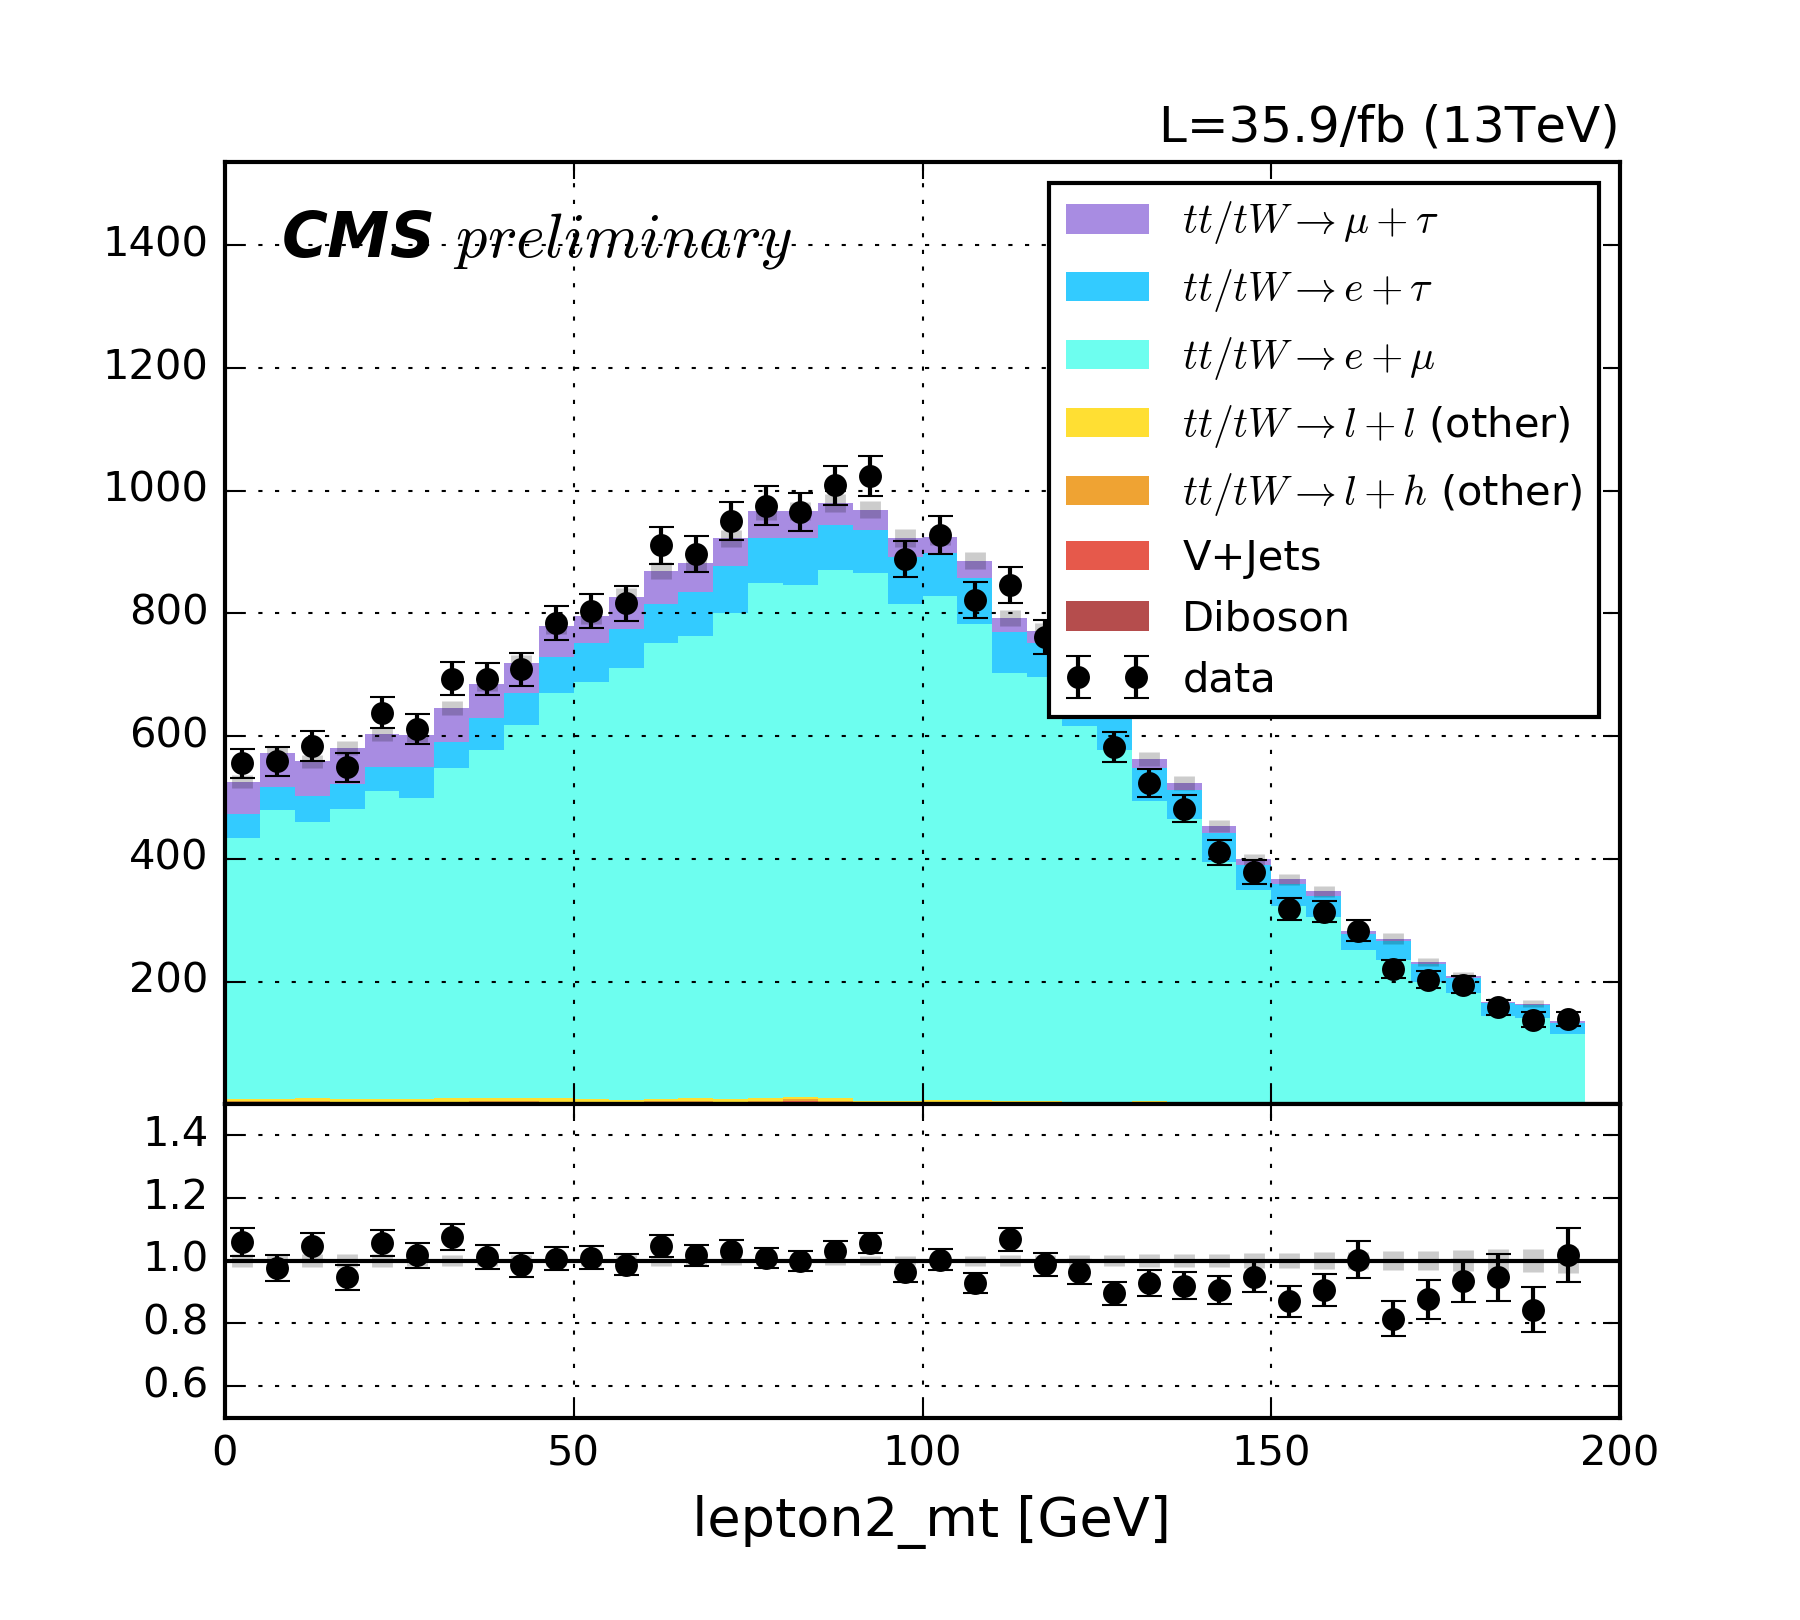 L=35.9/fb (13TeV)
CMS preliminary
1400
1200
1000
800
600
400
200
tt/tW → μ + τ
tt/tW → e + τ
tt/tW → e + μ
tt/tW → l + l (other)
tt/tW → l + h (other)
V+Jets
Diboson
data
1.4
1.2
1.0
0.8
0.6
0 50 100 150 200
lepton2_mt [GeV]